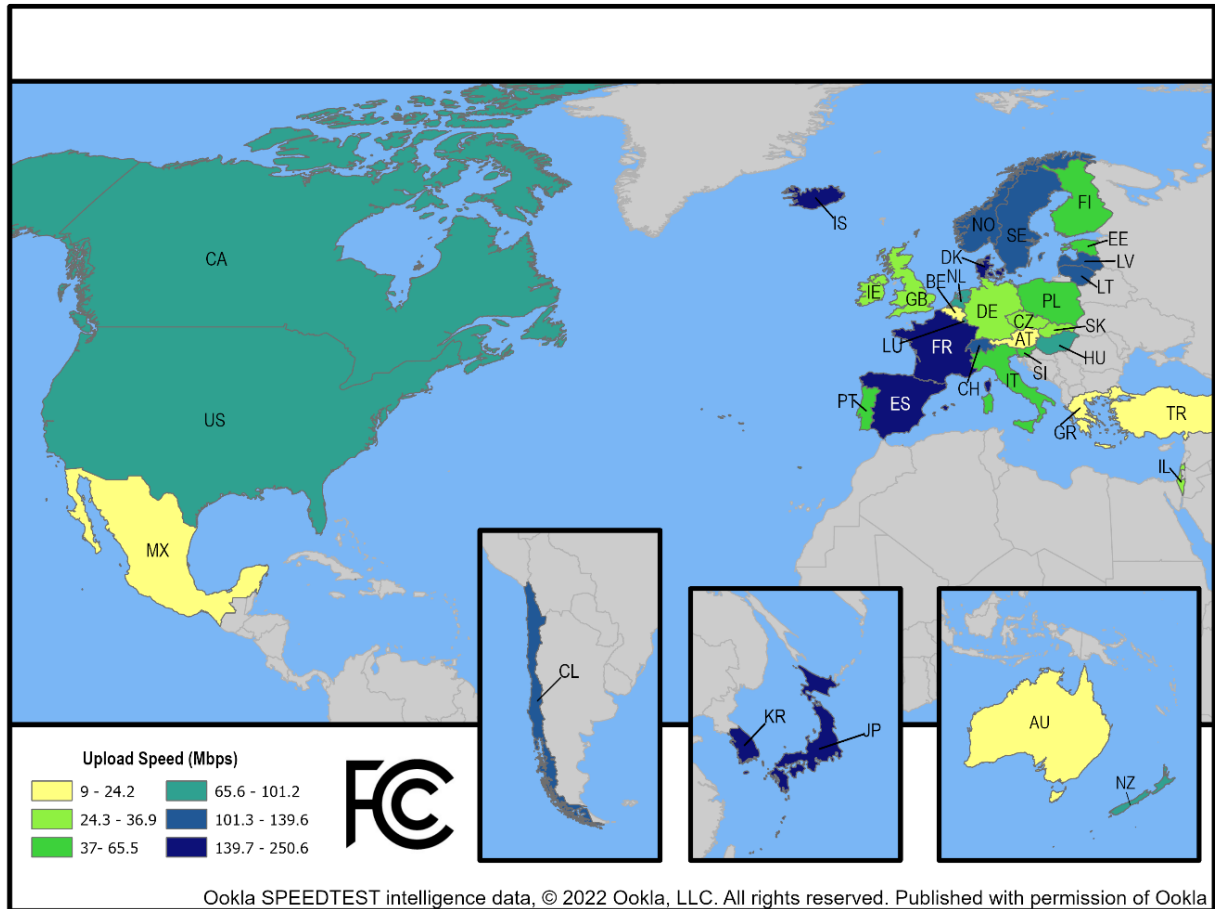 CA
US
MX
IS
NO
SE
FI
EE
LV
LT
DK
NL
BE
IE
GB
DE
PL
CZ
SK
AT
LU
FR
HU
SI
CH
IT
PT
ES
GR
TR
IL
CL
KR
JP
AU
NZ
Upload Speed (Mbps)
9 - 24.2
24.3 - 36.9
37- 65.5
65.6 - 101.2
101.3 - 139.6
139.7 - 250.6
FCC
Ookla SPEEDTEST intelligence data, © 2022 Ookla, LLC. All rights reserved. Published with permission of Ookla